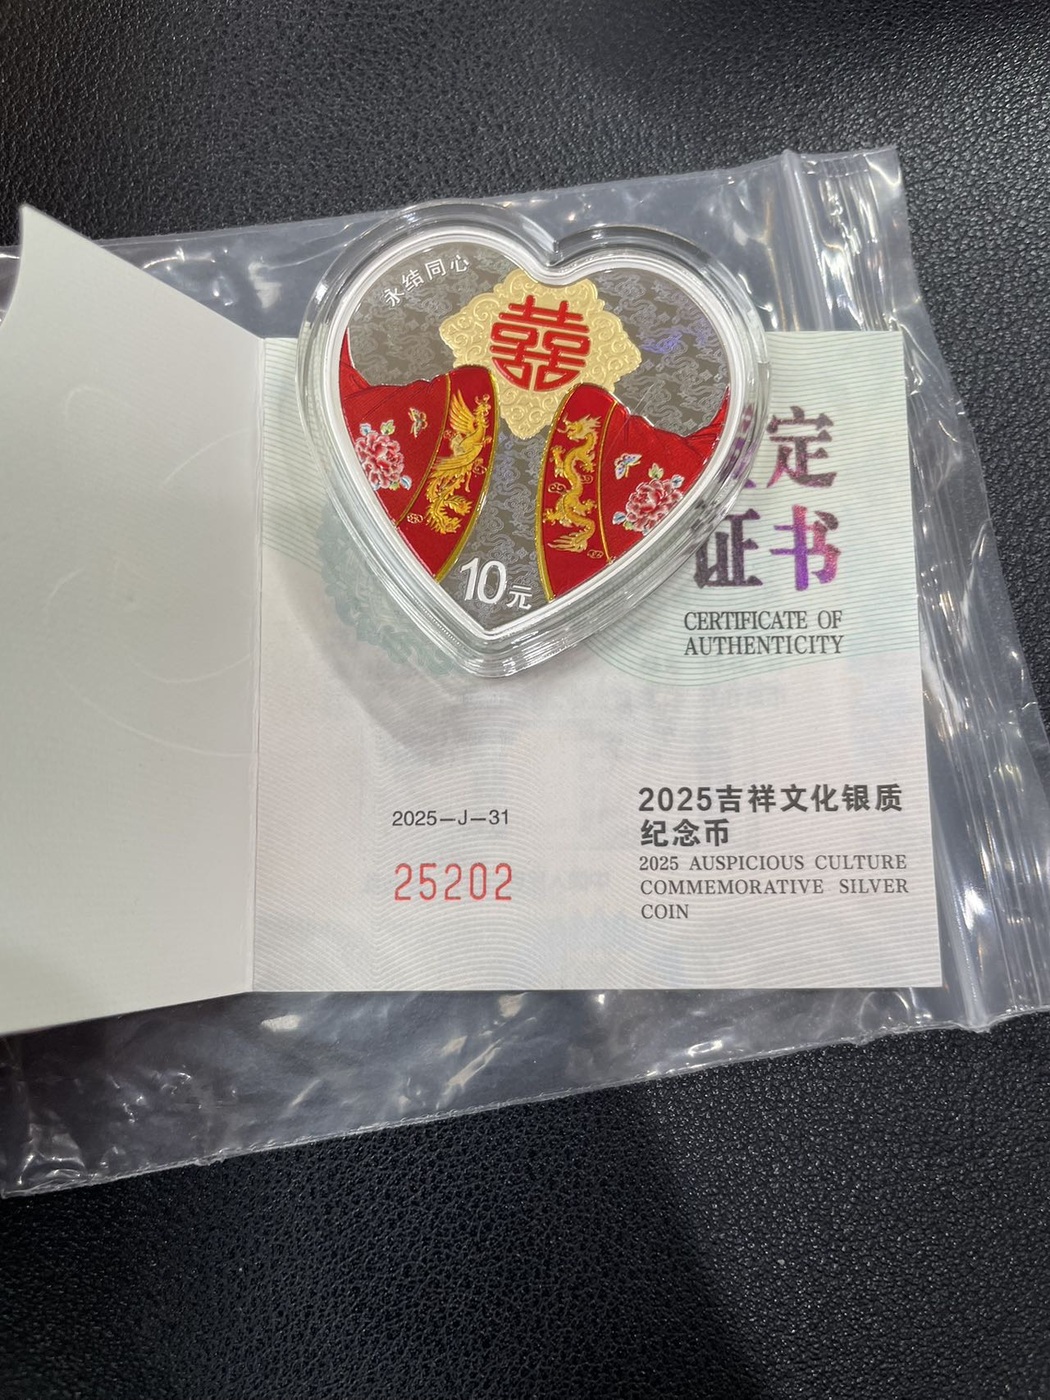 永结同心
囍
10元
定
证书
CERTIFICATE OF
AUTHENTICITY
2025吉祥文化银质
纪念币
2025 AUSPICIOUS CULTURE
COMMEMORATIVE SILVER
COIN
2025—J—31
25202